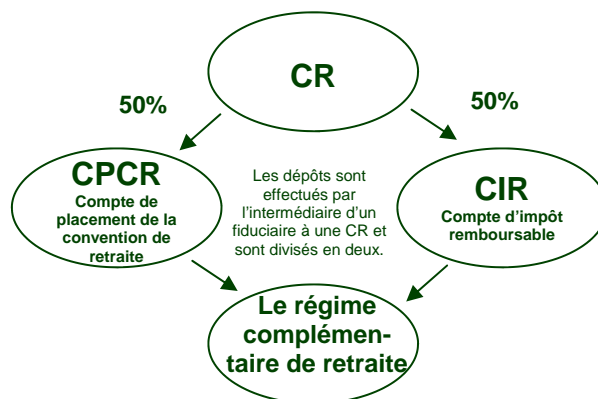 CR
50%
50%
CPCR
Compte de
placement de la
convention de
retraite
Les dépôts sont
effectués par
l'intermédiaire d'un
fiduciaire à une CR et
sont divisés en deux.
CIR
Compte d'impôt
remboursable
Le régime
complémen-
taire de retraite